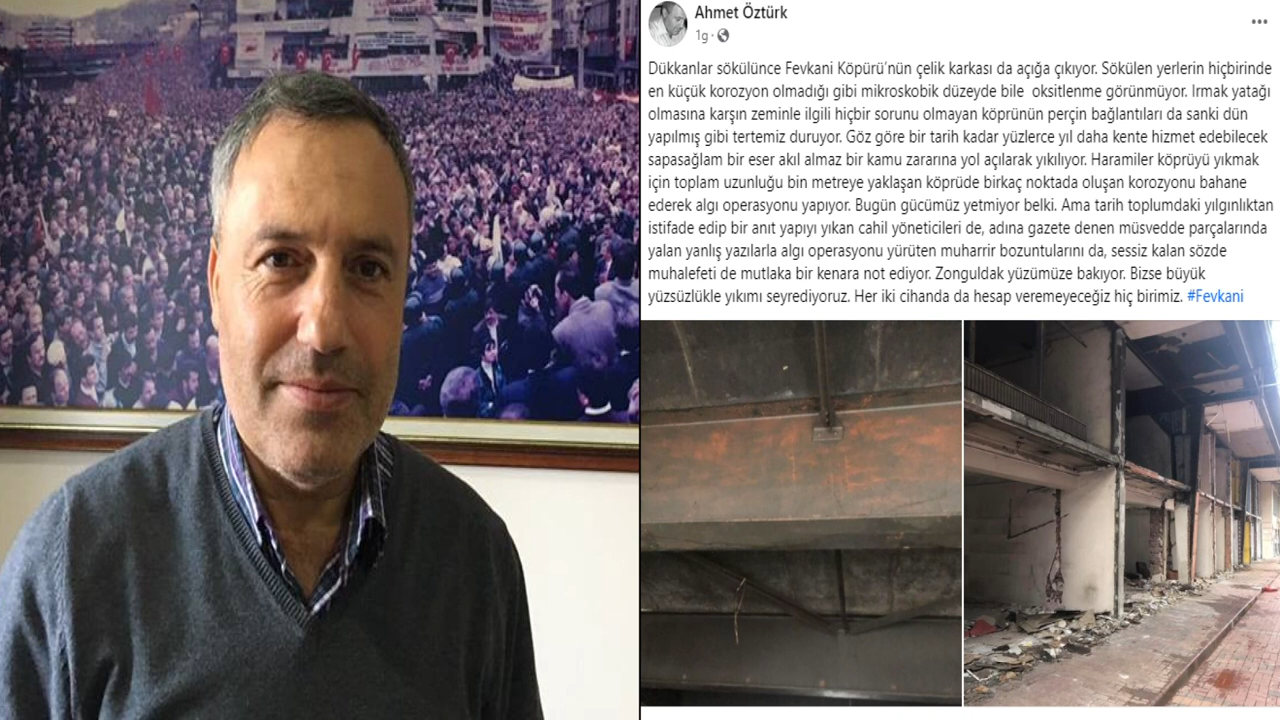 Ahmet Öztürk
1g ·
Dükkanlar sökülünce Fevkani Köpürü'nün çelik karkası da açığa çıkıyor. Sökülen yerlerin hiçbirinde
en küçük korozyon olmadığı gibi mikroskobik düzeyde bile oksitlenme görünmüyor. Irmak yatağı
olmasına karşın zeminle ilgili hiçbir sorunu olmayan köprünün perçin bağlantıları da sanki dün
yapılmış gibi tertemiz duruyor. Göz göre bir tarih kadar yüzlerce yıl daha kente hizmet edebilecek
sapasağlam bir eser akıl almaz bir kamu zararına yol açılarak yıkılıyor. Haramiler köprüyü yıkmak
için toplam uzunluğu bin metreye yaklaşan köprüde birkaç noktada oluşan korozyonu bahane
ederek algı operasyonu yapıyor. Bugün gücümüz yetmiyor belki. Ama tarih toplumdaki yılgınlıktan
istifade edip bir anıt yapıyı yıkan cahil yöneticileri de, adına gazete denen müsvedde parçalarında
yalan yanlış yazılarla algı operasyonu yürüten muharrir bozuntularını da, sessiz kalan sözde
muhalefeti de mutlaka bir kenara not ediyor. Zonguldak yüzümüze bakıyor. Bizse büyük
yüzsüzlükle yıkımı seyrediyoruz. Her iki cihanda da hesap veremeyeceğiz hiç birimiz. #Fevkani